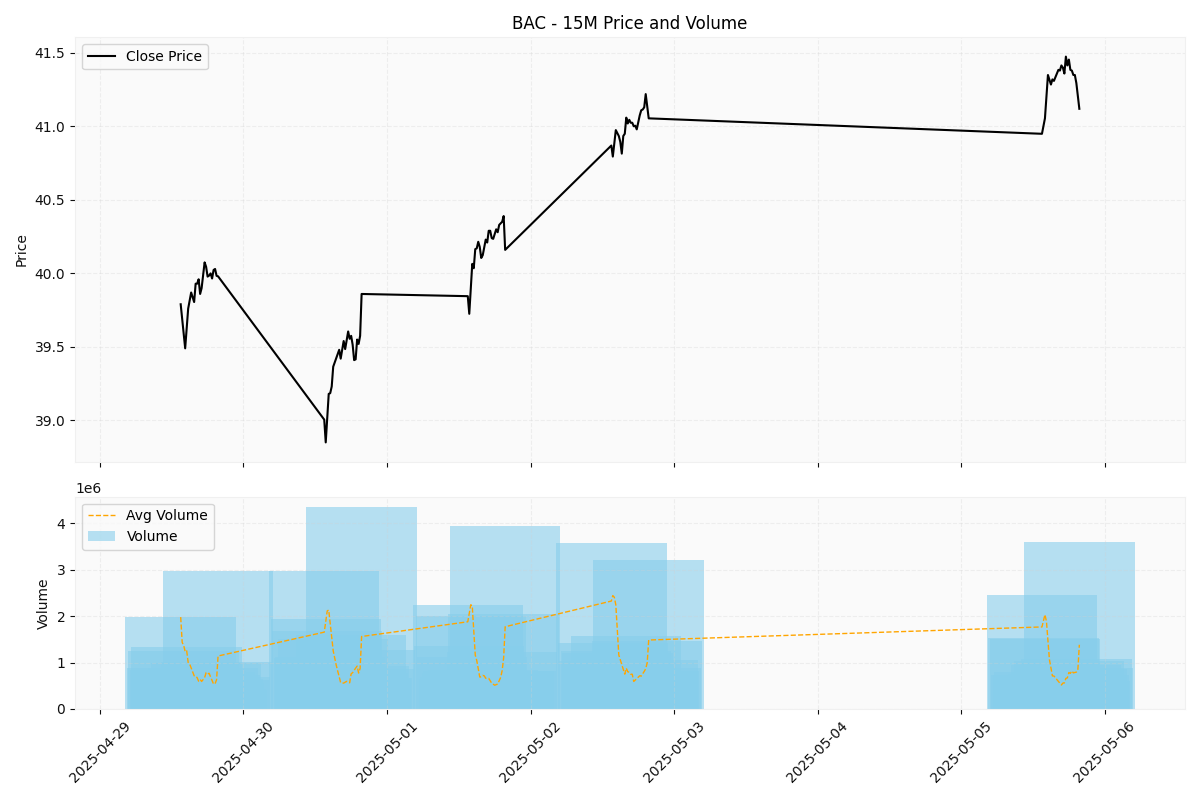 BAC - 15M Price and Volume
Close Price
41.5
41.0
40.5
40.0
39.5
39.0
Price
1e6
Avg Volume
Volume
4
3
2
1
0
Volume
2025-04-29
2025-04-30
2025-05-01
2025-05-02
2025-05-03
2025-05-04
2025-05-05
2025-05-06